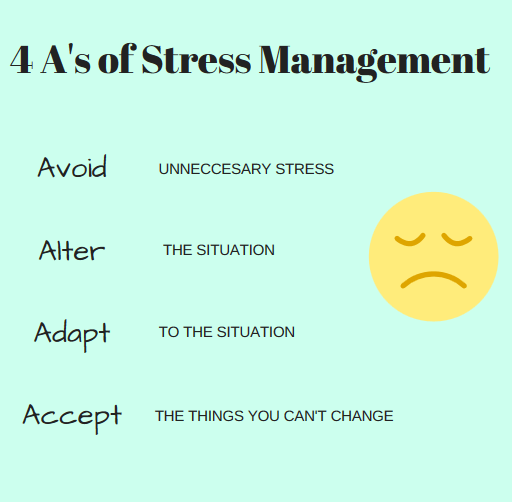 4 A's of Stress Management
Avoid UNNECCESARY STRESS
Alter THE SITUATION
Adapt TO THE SITUATION
Accept THE THINGS YOU CAN'T CHANGE